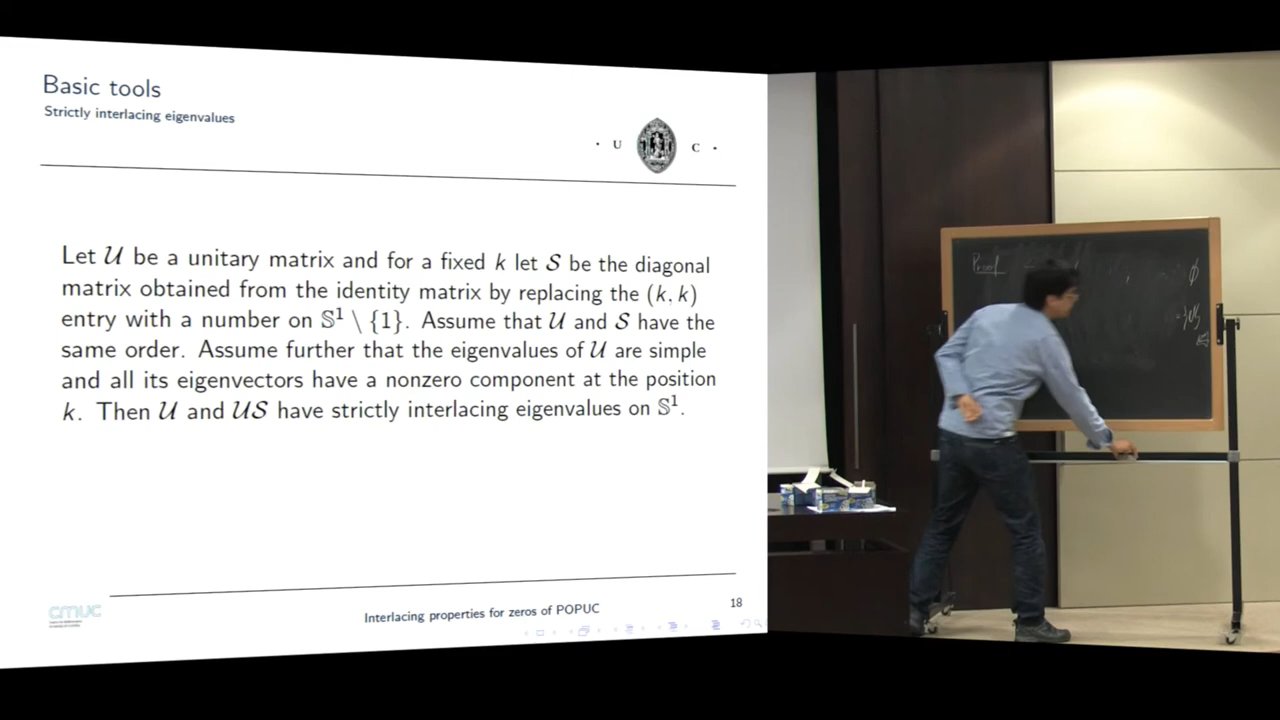 Basic tools
Strictly interlacing eigenvalues
· U C ·
Let 𝒰 be a unitary matrix and for a fixed k let 𝒮 be the diagonal
matrix obtained from the identity matrix by replacing the (k, k)
entry with a number on 𝕊¹ \ {1}. Assume that 𝒰 and 𝒮 have the
same order. Assume further that the eigenvalues of 𝒰 are simple
and all its eigenvectors have a nonzero component at the position
k. Then 𝒰 and 𝒰𝒮 have strictly interlacing eigenvalues on 𝕊¹.
cmuc
Interlacing properties for zeros of POPUC
18
Proof